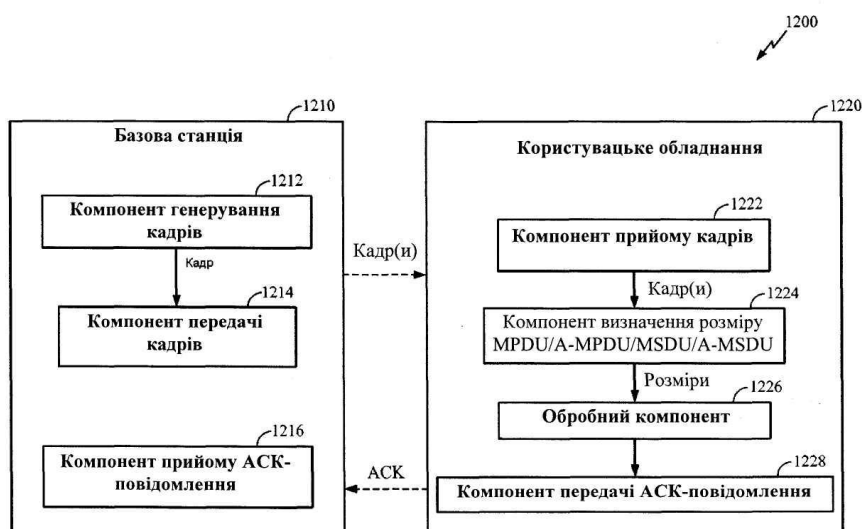 1200
1210
Базова станція
1212
Компонент генерування
кадрів
Кадр
1214
Компонент передачі
кадрів
1216
Компонент прийому АСК-
повідомлення
Кадр(и)
АСК
1220
Користувацьке обладнання
1222
Компонент прийому кадрів
Кадр(и)
1224
Компонент визначення розміру
MPDU/A-MPDU/MSDU/A-MSDU
Розміри
1226
Обробний компонент
1228
Компонент передачі АСК-повідомлення